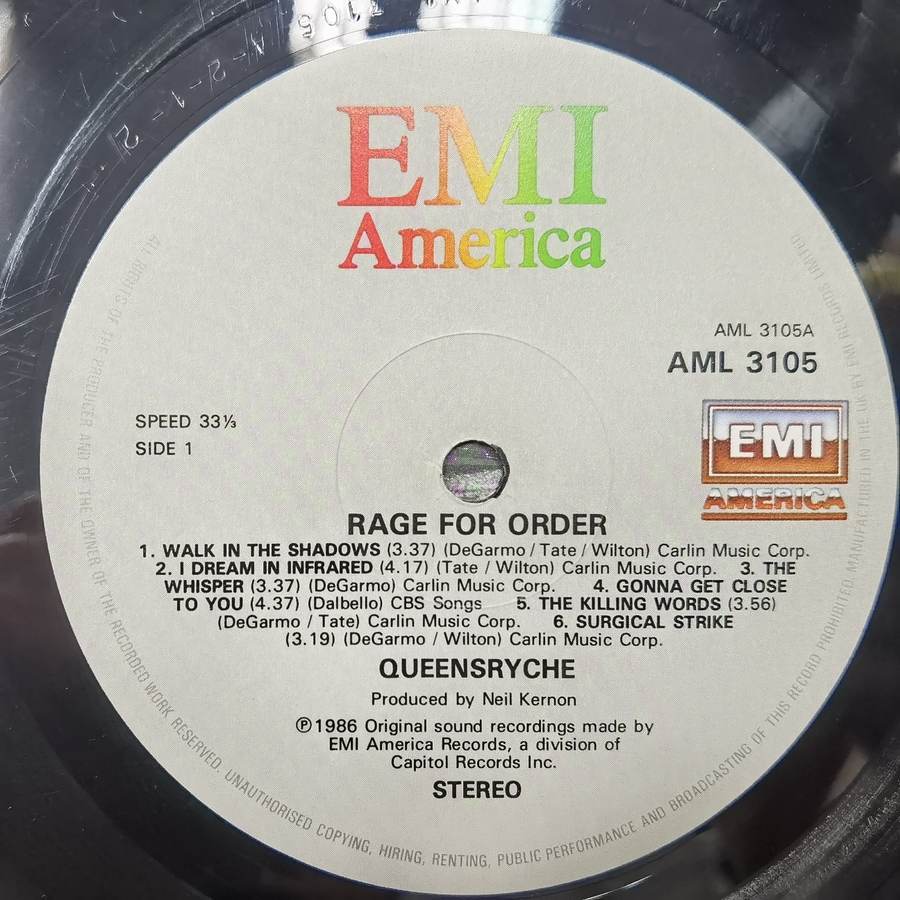 EMI
America
AML 3105A
AML 3105
SPEED 33⅓
SIDE 1
EMI
AMERICA
RAGE FOR ORDER
1. WALK IN THE SHADOWS (3.37) (DeGarmo / Tate / Wilton) Carlin Music Corp.
2. I DREAM IN INFRARED (4.17) (Tate / Wilton) Carlin Music Corp. 3. THE
WHISPER (3.37) (DeGarmo) Carlin Music Corp. 4. GONNA GET CLOSE
TO YOU (4.37) (Dalbello) CBS Songs 5. THE KILLING WORDS (3.56)
(DeGarmo / Tate) Carlin Music Corp. 6. SURGICAL STRIKE
(3.19) (DeGarmo / Wilton) Carlin Music Corp.
QUEENSRYCHE
Produced by Neil Kernon
℗1986 Original sound recordings made by
EMI America Records, a division of
Capitol Records Inc.
STEREO
ALL RIGHTS OF THE PRODUCER AND OF THE OWNER OF THE RECORDED WORK RESERVED. UNAUTHORISED COPYING, HIRING, RENTING, PUBLIC PERFORMANCE AND BROADCASTING OF THIS RECORD PROHIBITED. MANUFACTURED IN THE UK BY EMI RECORDS LIMITED